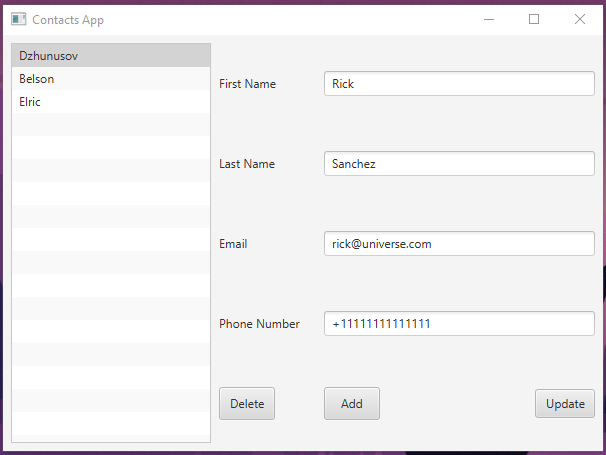 Contacts App
Dzhunusov
Belson
Elric
First Name Rick
Last Name Sanchez
Email rick@universe.com
Phone Number +11111111111111
Delete Add Update